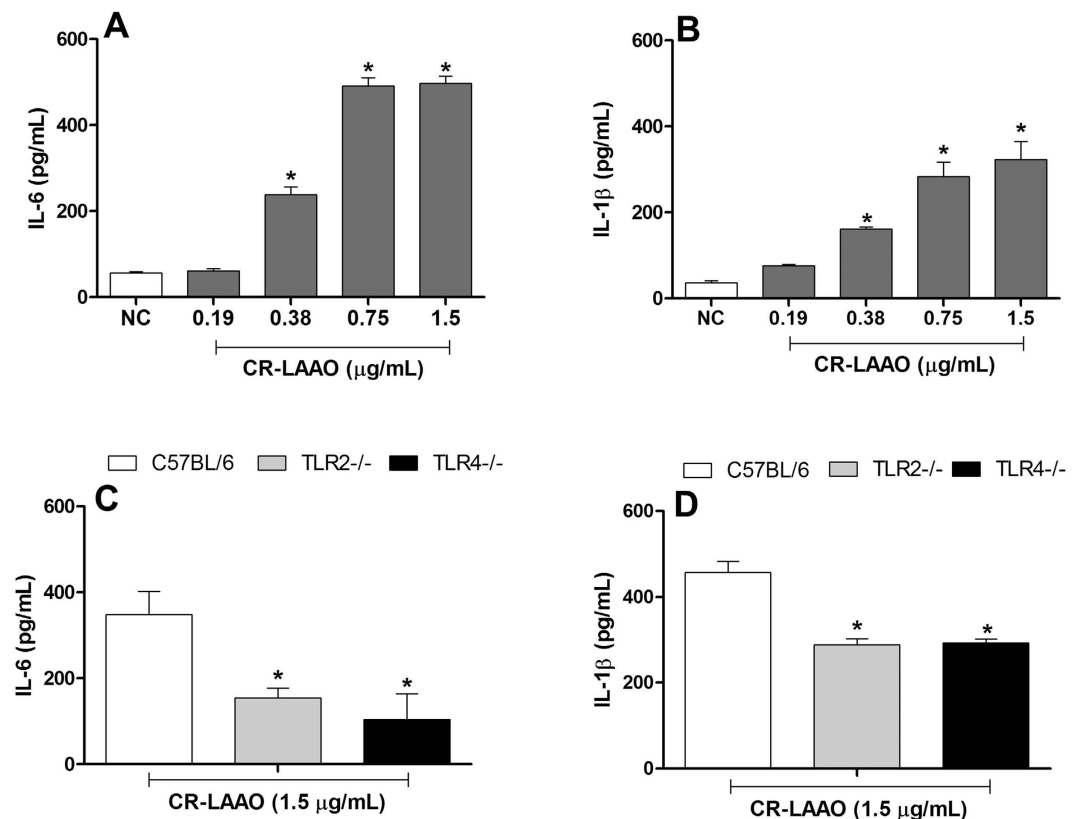 A
IL-6 (pg/mL)
600
400
200
0
*
*
*
NC 0.19 0.38 0.75 1.5
CR-LAAO (μg/mL)
B
IL-1β (pg/mL)
600
400
200
0
*
*
*
NC 0.19 0.38 0.75 1.5
CR-LAAO (μg/mL)
C57BL/6 TLR2-/- TLR4-/-
C
IL-6 (pg/mL)
600
400
200
0
*
*
CR-LAAO (1.5 μg/mL)
C57BL/6 TLR2-/- TLR4-/-
D
IL-1β (pg/mL)
600
400
200
0
*
*
CR-LAAO (1.5 μg/mL)